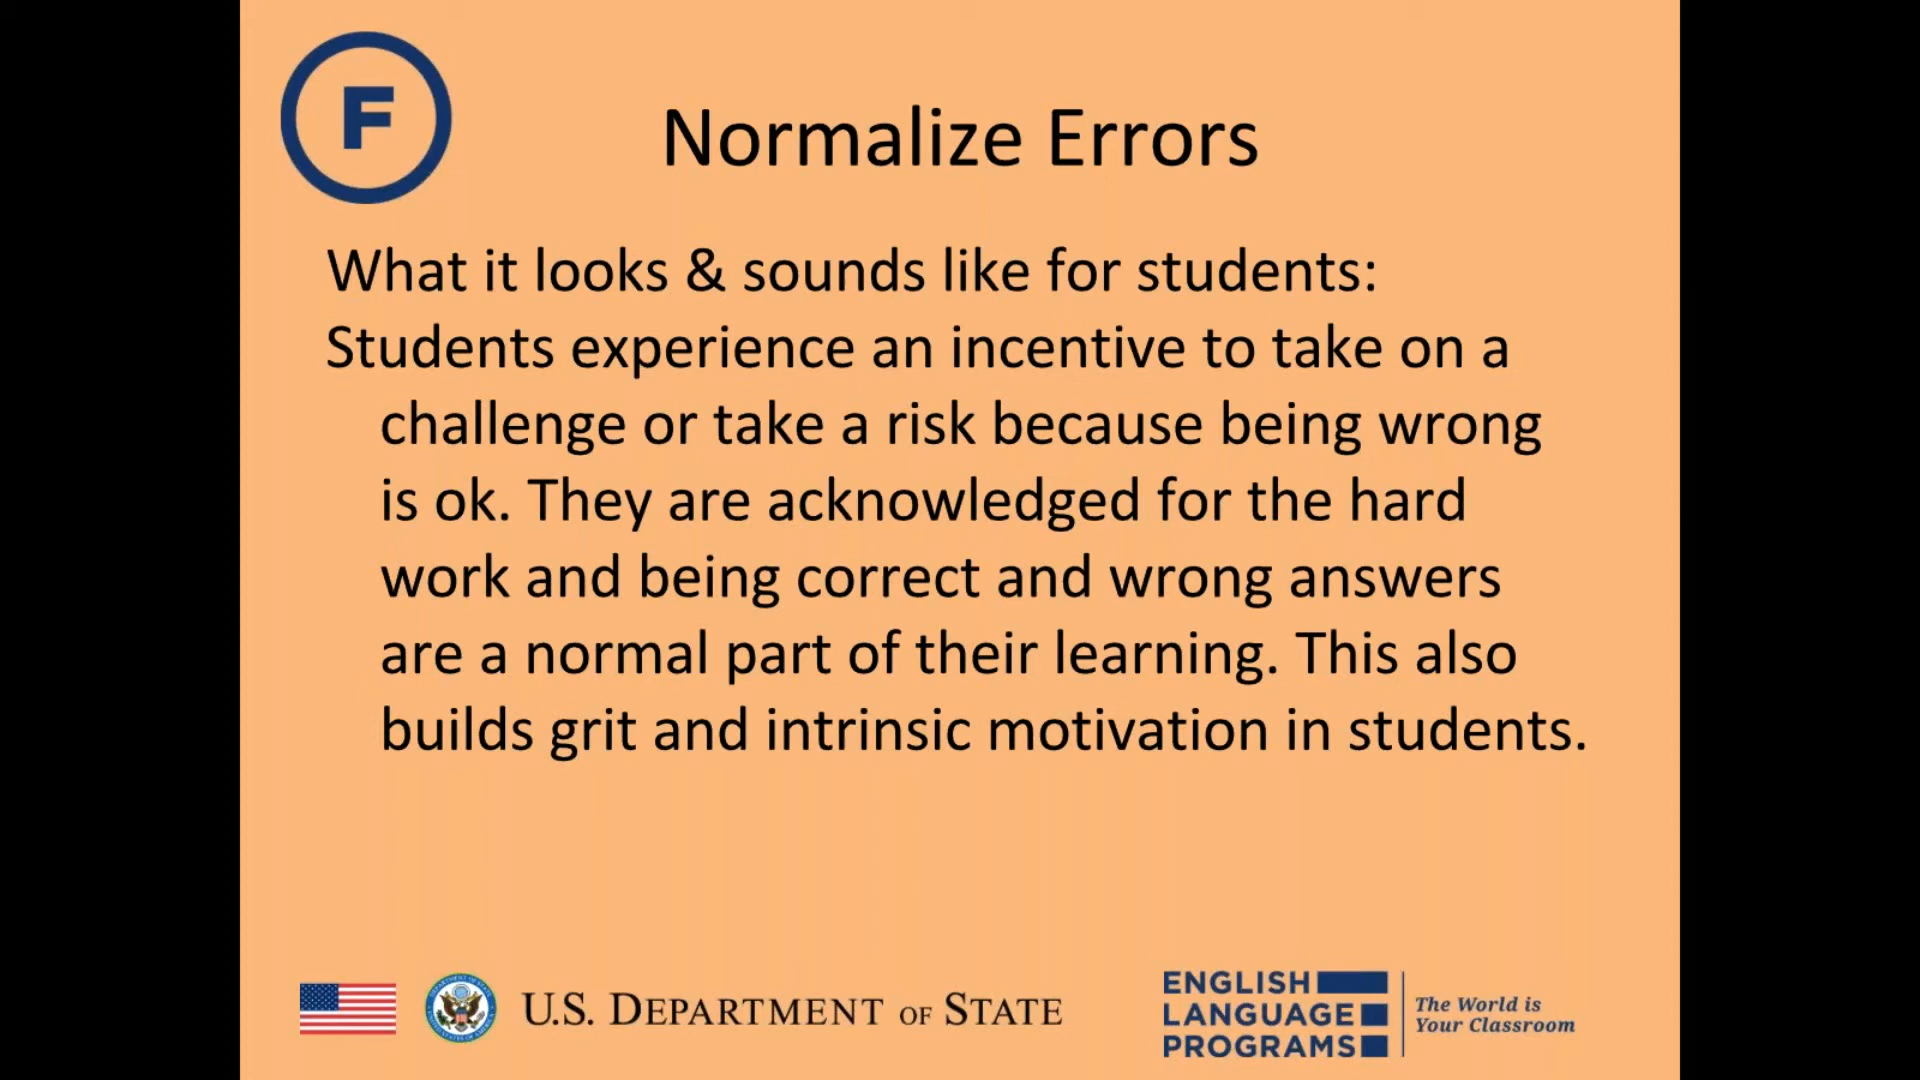 F
Normalize Errors
What it looks & sounds like for students:
Students experience an incentive to take on a
challenge or take a risk because being wrong
is ok. They are acknowledged for the hard
work and being correct and wrong answers
are a normal part of their learning. This also
builds grit and intrinsic motivation in students.
U.S. DEPARTMENT OF STATE
ENGLISH
LANGUAGE
PROGRAMS
The World is
Your Classroom